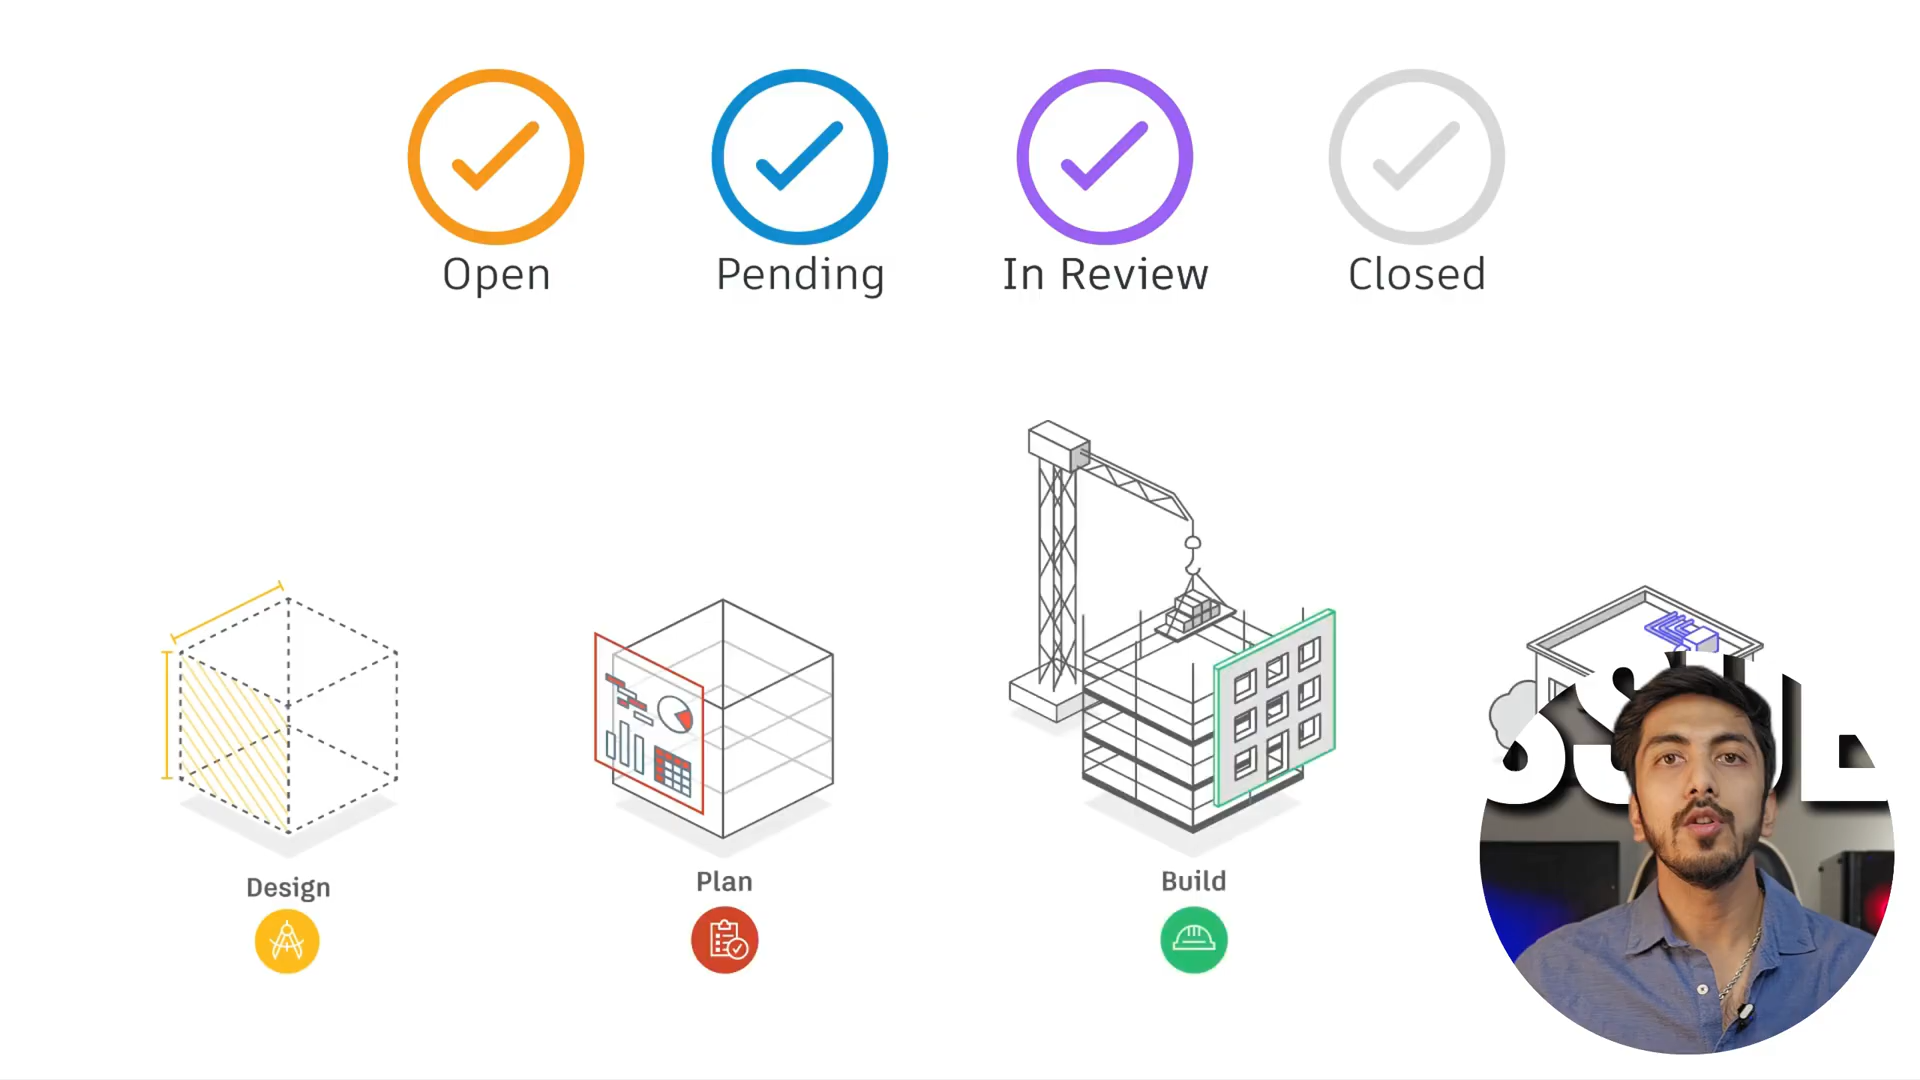 Open
Pending
In Review
Closed
Design
Plan
Build